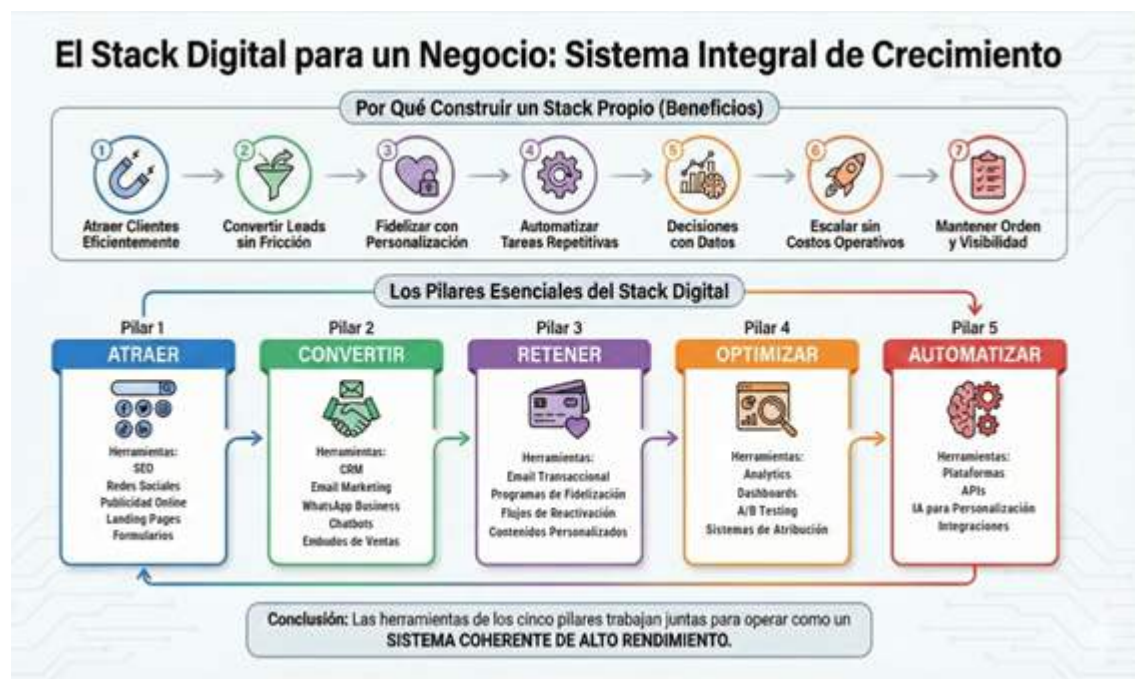 El Stack Digital para un Negocio: Sistema Integral de Crecimiento
Por Qué Construir un Stack Propio (Beneficios)
1
Atraer Clientes
Eficientemente
2
Convertir Leads
sin Fricción
3
Fidelizar con
Personalización
4
Automatizar
Tareas Repetitivas
5
Decisiones
con Datos
6
Escalar sin
Costos Operativos
7
Mantener Orden
y Visibilidad
Los Pilares Esenciales del Stack Digital
Pilar 1
ATRAER
Herramientas:
SEO
Redes Sociales
Publicidad Online
Landing Pages
Formularios
Pilar 2
CONVERTIR
Herramientas:
CRM
Email Marketing
WhatsApp Business
Chatbots
Embudos de Ventas
Pilar 3
RETENER
Herramientas:
Email Transaccional
Programas de Fidelización
Flujos de Reactivación
Contenidos Personalizados
Pilar 4
OPTIMIZAR
Herramientas:
Analytics
Dashboards
A/B Testing
Sistemas de Atribución
Pilar 5
AUTOMATIZAR
Herramientas:
Plataformas
APIs
IA para Personalización
Integraciones
Conclusión: Las herramientas de los cinco pilares trabajan juntas para operar como un
SISTEMA COHERENTE DE ALTO RENDIMIENTO.